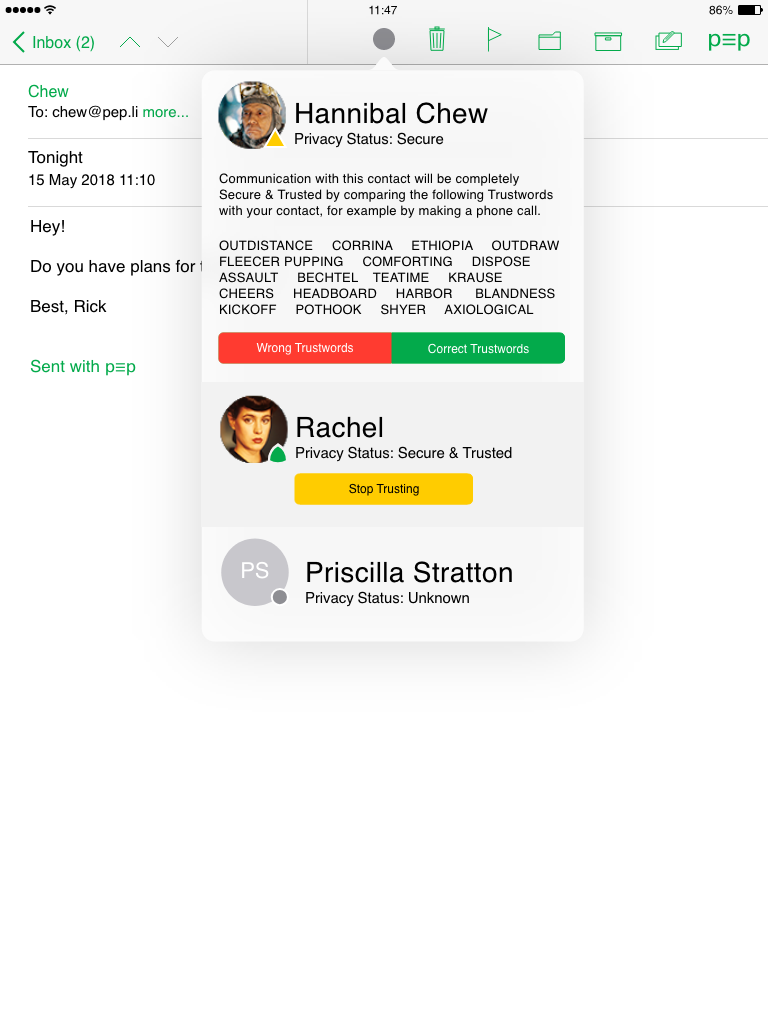 11:47
86%
Inbox (2)
p≡p
Chew
To: chew@pep.li more...
Tonight
15 May 2018 11:10
Hey!
Do you have plans for
Best, Rick
Sent with p≡p
Hannibal Chew
Privacy Status: Secure
Communication with this contact will be completely
Secure & Trusted by comparing the following Trustwords
with your contact, for example by making a phone call.
OUTDISTANCE CORRINA ETHIOPIA OUTDRAW
FLEECER PUPPING COMFORTING DISPOSE
ASSAULT BECHTEL TEATIME KRAUSE
CHEERS HEADBOARD HARBOR BLANDNESS
KICKOFF POTHOOK SHYER AXIOLOGICAL
Wrong Trustwords
Correct Trustwords
Rachel
Privacy Status: Secure & Trusted
Stop Trusting
PS
Priscilla Stratton
Privacy Status: Unknown